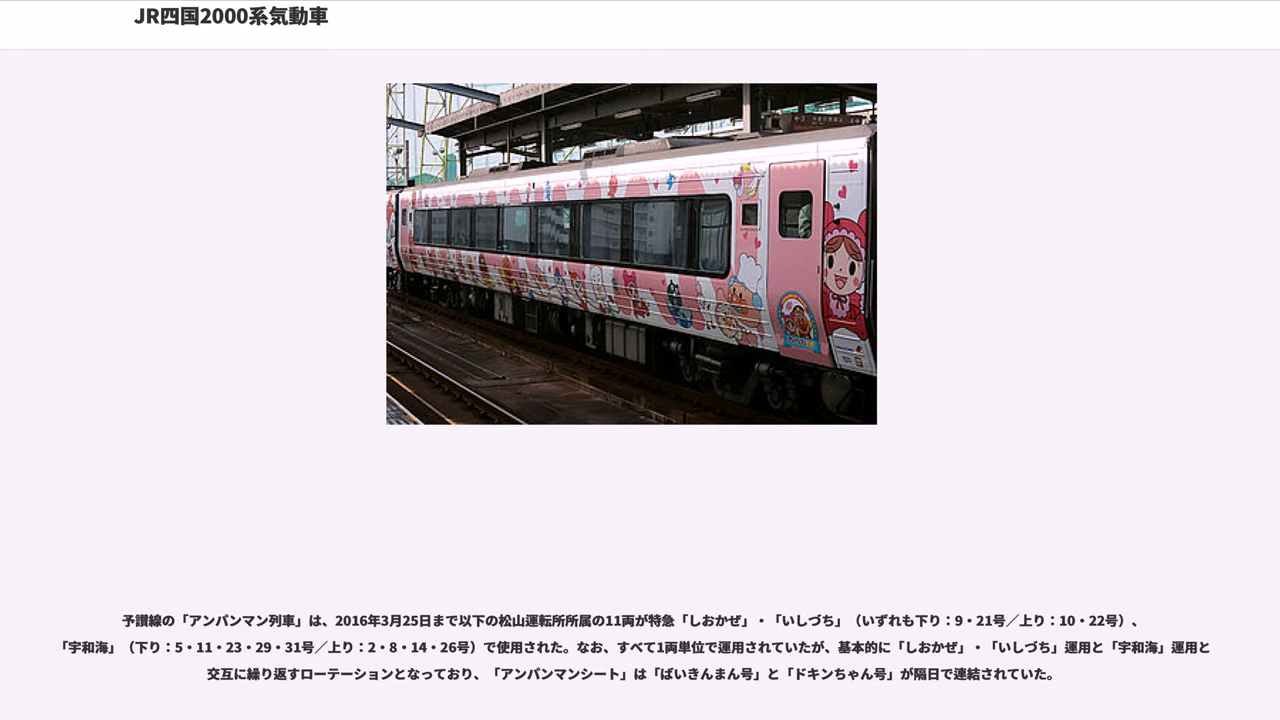 JR四国2000系気動車
予讃線の「アンパンマン列車」は、2016年3月25日まで以下の松山運転所所属の11両が特急「しおかぜ」・「いしづち」（いずれも下り：9・21号／上り：10・22号）、
「宇和海」（下り：5・11・23・29・31号／上り：2・8・14・26号）で使用された。なお、すべて1両単位で運用されていたが、基本的に「しおかぜ」・「いしづち」運用と「宇和海」運用と
交互に繰り返すローテーションとなっており、「アンパンマンシート」は「ばいきんまん号」と「ドキンちゃん号」が隔日で連結されていた。